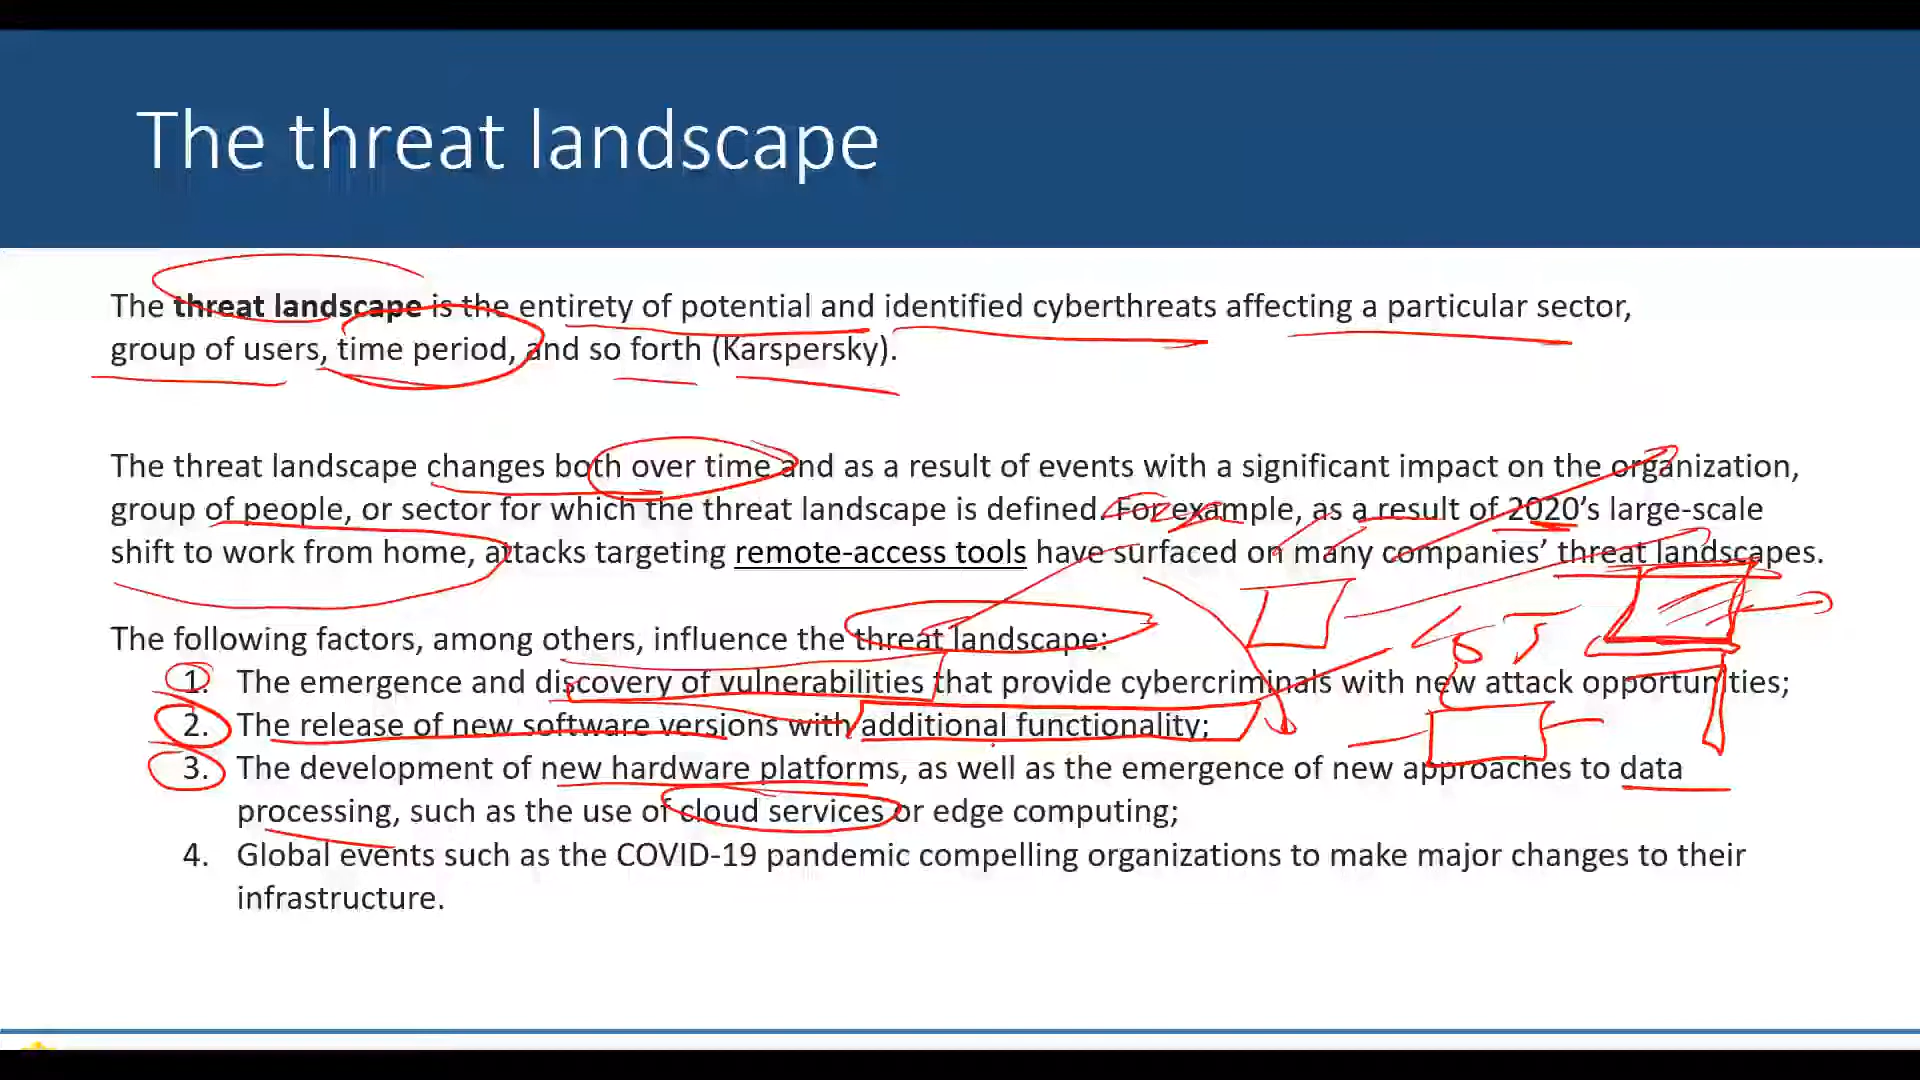 The threat landscape
The threat landscape is the entirety of potential and identified cyberthreats affecting a particular sector,
group of users, time period, and so forth (Karspersky).
The threat landscape changes both over time and as a result of events with a significant impact on the organization,
group of people, or sector for which the threat landscape is defined. For example, as a result of 2020's large-scale
shift to work from home, attacks targeting remote-access tools have surfaced on many companies' threat landscapes.
The following factors, among others, influence the threat landscape:
1. The emergence and discovery of vulnerabilities that provide cybercriminals with new attack opportunities;
2. The release of new software versions with additional functionality;
3. The development of new hardware platforms, as well as the emergence of new approaches to data
processing, such as the use of cloud services or edge computing;
4. Global events such as the COVID-19 pandemic compelling organizations to make major changes to their
infrastructure.